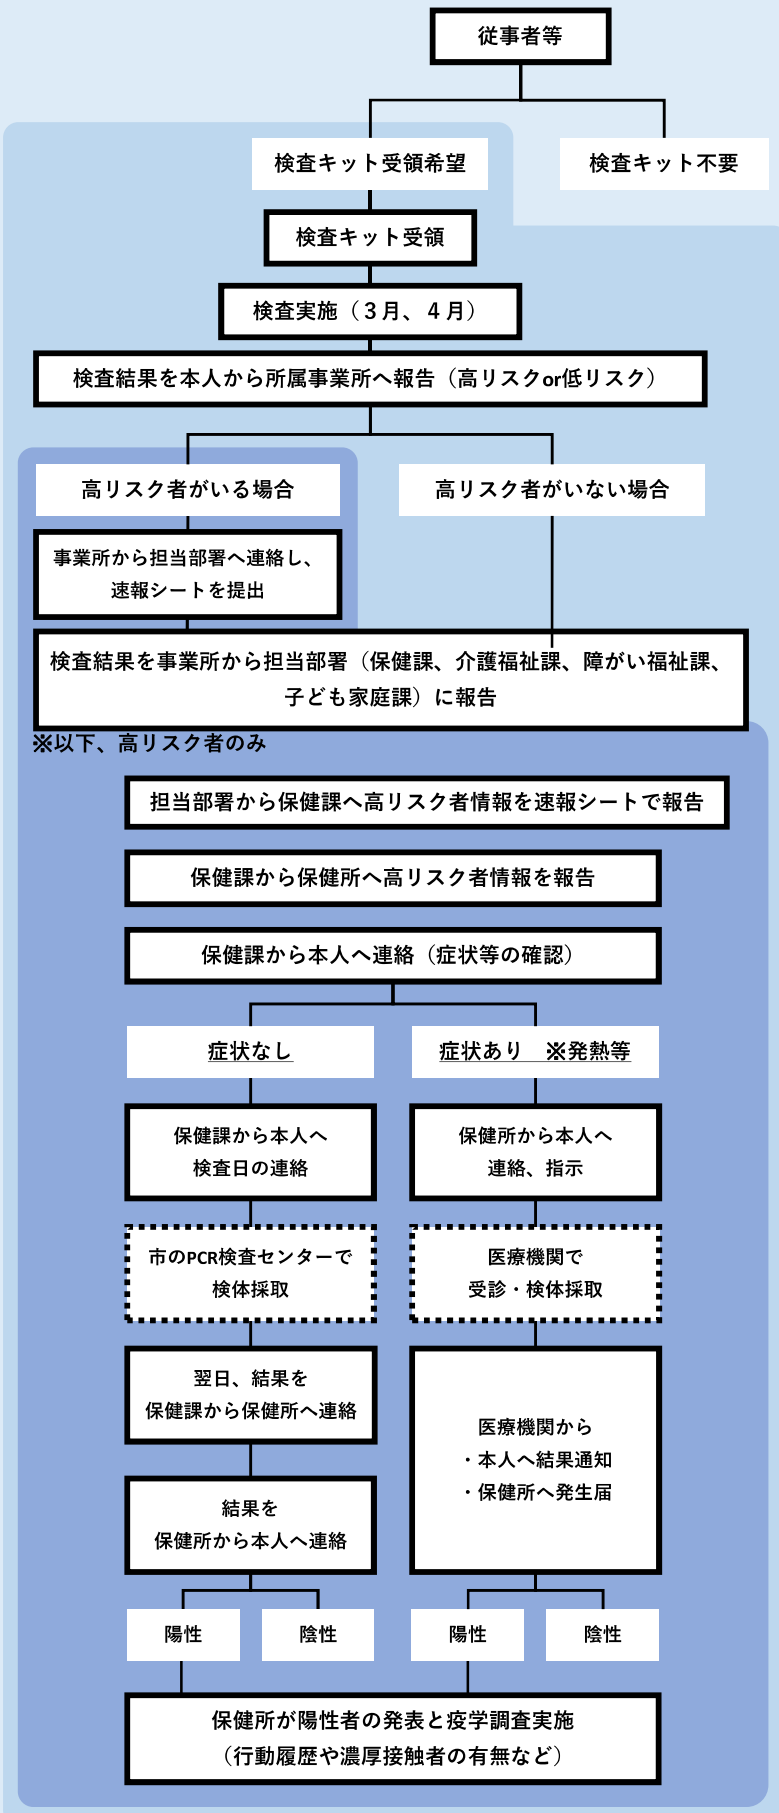 従事者等
検査キット受領希望
検査キット不要
検査キット受領
検査実施（３月、４月）
検査結果を本人から所属事業所へ報告（高リスクor低リスク）
高リスク者がいる場合
高リスク者がいない場合
事業所から担当部署へ連絡し、
速報シートを提出
検査結果を事業所から担当部署（保健課、介護福祉課、障がい福祉課、
子ども家庭課）に報告
※以下、高リスク者のみ
担当部署から保健課へ高リスク者情報を速報シートで報告
保健課から保健所へ高リスク者情報を報告
保健課から本人へ連絡（症状等の確認）
症状なし
症状あり　※発熱等
保健課から本人へ
検査日の連絡
保健所から本人へ
連絡、指示
市のPCR検査センターで
検体採取
医療機関で
受診・検体採取
翌日、結果を
保健課から保健所へ連絡
医療機関から
・本人へ結果通知
・保健所へ発生届
結果を
保健所から本人へ連絡
陽性
陰性
陽性
陰性
保健所が陽性者の発表と疫学調査実施
（行動履歴や濃厚接触者の有無など）